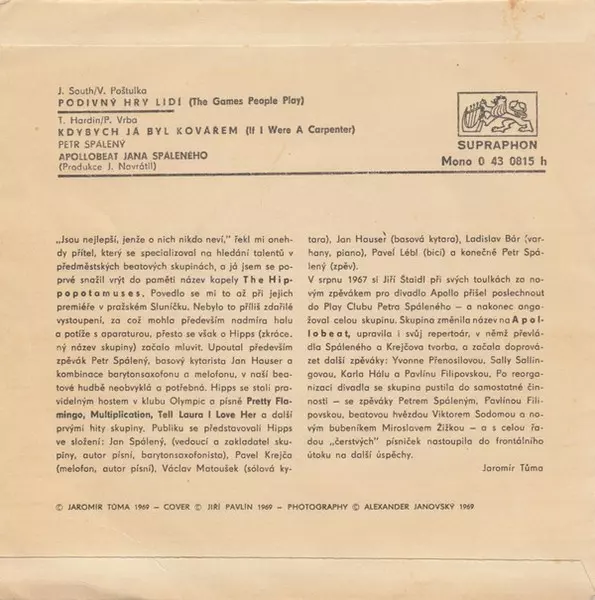 J. South/V. Poštulka
PODIVNÝ HRY LIDÍ (The Games People Play)
T. Hardin/P. Vrba
KDYBYCH JÁ BYL KOVÁŘEM (If I Were A Carpenter)
PETR SPÁLENÝ
APOLLOBEAT JANA SPÁLENÉHO
(Produkce J. Navrátil)
SUPRAPHON
Mono 0 43 0815 h
„Jsou nejlepší, jenže o nich nikdo neví,” řekl mi oneh-
dy přítel, který se specializoval na hledání talentů v
předměstských beatových skupinách, a já jsem se po-
prvé snažil vrýt do paměti název kapely The Hip-
popotamuses, Povedlo se mi to až při jejich
premiéře v pražském Sluníčku. Nebylo to příliš zdařilé
vystoupení, za což mohla především nadmíra halu
a potíže s aparaturou, přesto se však o Hipps (zkráce.
ný název skupiny) začalo mluvit. Upoutal především
zpěvák Petr Spálený, basový kytarista Jan Hauser a
kombinace barytonsaxofonu a melofonu, v naší bea-
tové hudbě neobvyklá a potřebná. Hipps se stali pra-
videlným hostem v klubu Olympic a písně Pretty Fla-
mingo, Multiplication, Tell Laura I Love Her a další
prvými hity skupiny. Publiku se představovali Hipps
ve složení: Jan Spálený, (vedoucí a zakladatel sku-
piny, autor písní, barytonsaxofonista), Pavel Krejča
(melofon, autor písní), Václav Matoušek (sólová ky-
tara), Jan Hauser (basová kytara), Ladislav Bár (var-
hany, piano), Pavel Lébl (bicí) a konečně Petr Spá-
lený (zpěv).
V srpnu 1967 si Jiří Štaidl při svých toulkách za no-
vým zpěvákem pro divadlo Apollo přišel poslechnout
do Play Clubu Petra Spáleného – a nakonec anga-
žoval celou skupinu. Skupina změnila název na Apol-
lobeat, upravila i svůj repertoár, v němž převlá-
dla Spáleného a Krejčova tvorba, a začala doprová-
zet další zpěváky: Yvonne Přenosilovou, Sally Sellin-
govou, Karla Hálu a Pavlínu Filipovskou. Po reorga-
nizaci divadla se skupina pustila do samostatné čin-
nosti – se zpěváky Petrem Spáleným, Pavlínou Fili-
povskou, beatovou hvězdou Viktorem Sodomou a no-
vým bubeníkem Miroslavem Žižkou – a s celou řa-
dou „čerstvých” písniček nastoupila do frontálního
útoku na další úspěchy.
Jaromír Tůma
© JAROMÍR TŮMA 1969 – COVER © JIŘÍ PAVLÍN 1969 – PHOTOGRAPHY © ALEXANDER JANOVSKÝ 1969